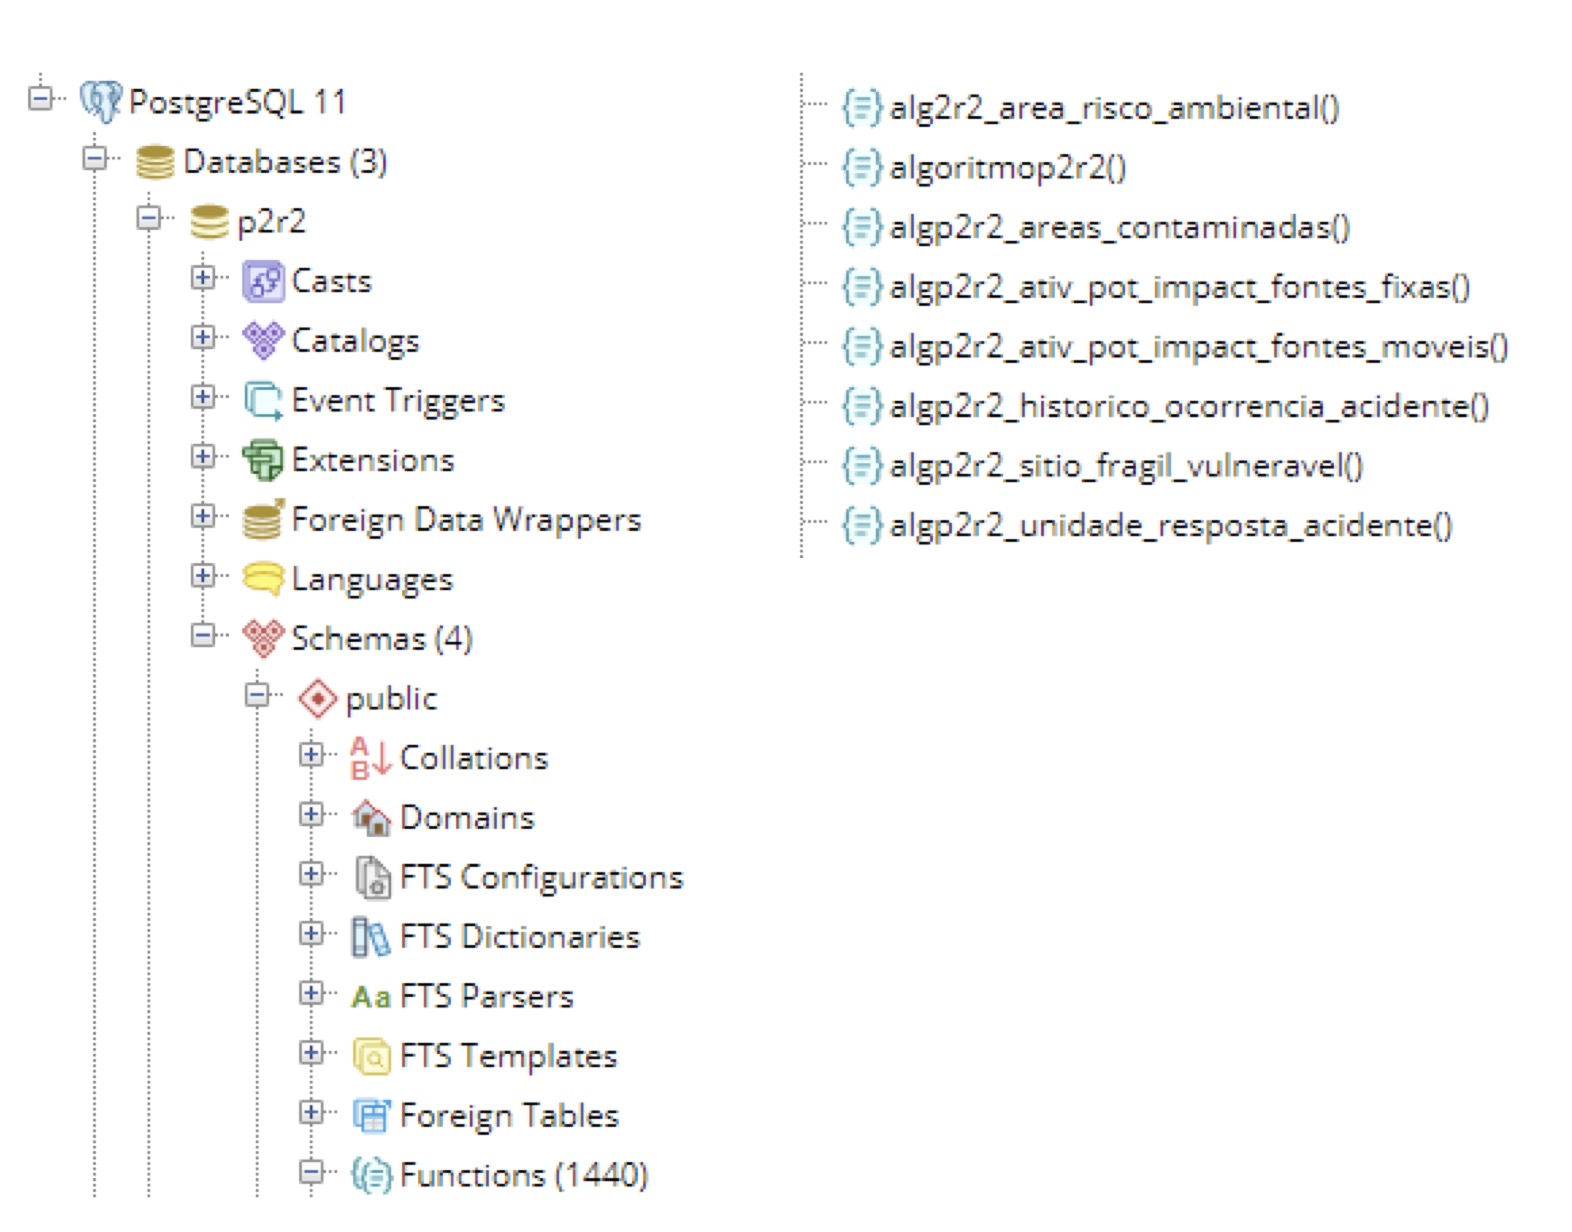 PostgreSQL 11
Databases (3)
p2r2
Casts
Catalogs
Event Triggers
Extensions
Foreign Data Wrappers
Languages
Schemas (4)
public
A
B
Collations
Domains
FTS Configurations
FTS Dictionaries
Aa FTS Parsers
FTS Templates
Foreign Tables
Functions (1440)
alg2r2_area_risco_ambiental()
algoritmop2r2()
algp2r2_areas_contaminadas()
algp2r2_ativ_pot_impact_fontes_fixas()
algp2r2_ativ_pot_impact_fontes_moveis()
algp2r2_historico_ocorrencia_acidente()
algp2r2_sitio_fragil_vulneravel()
algp2r2_unidade_resposta_acidente()